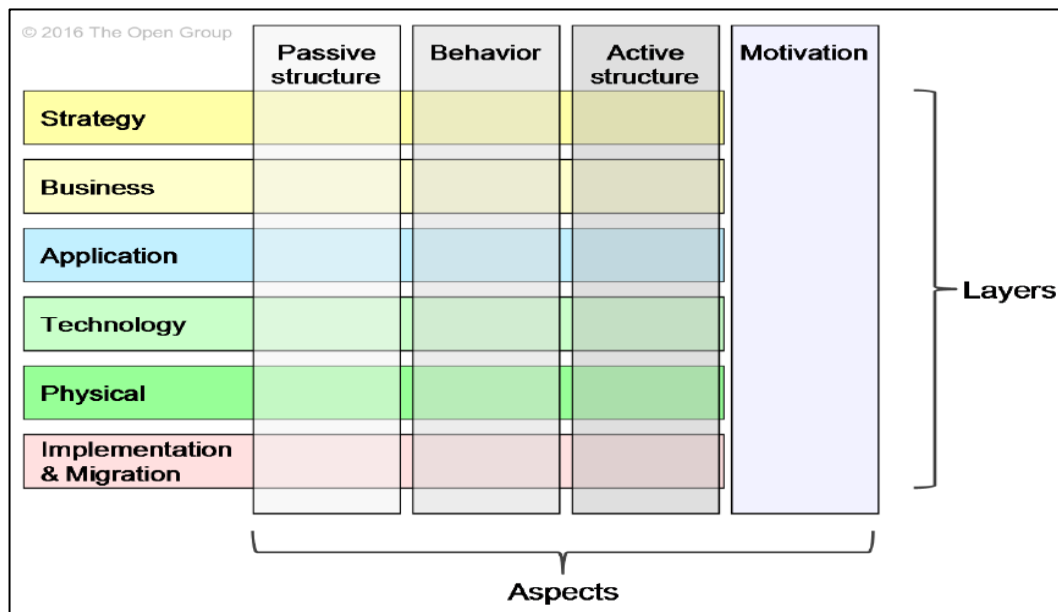 © 2016 The Open Group
Passive
structure
Behavior
Active
structure
Motivation
Strategy
Business
Application
Technology
Physical
Implementation
& Migration
Layers
Aspects